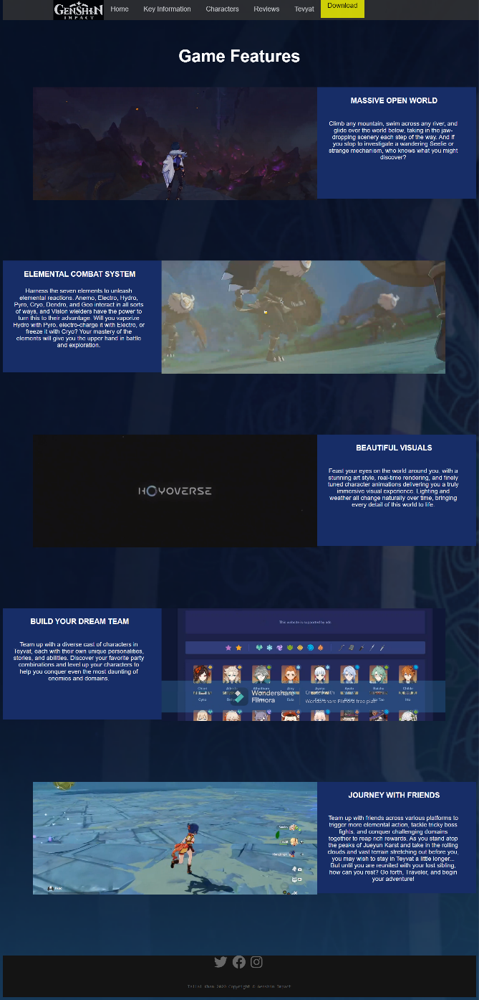 GENSHIN
IMPACT
Home Key Information Characters Reviews Tevyat Download
Game Features
MASSIVE OPEN WORLD
Climb any mountain, swim across any river, and
glide over the world below, taking in the jaw-
dropping scenery each step of the way. And if
you stop to investigate a wandering Seelie or
strange mechanism, who knows what you might
discover?
ELEMENTAL COMBAT SYSTEM
Harness the seven elements to unleash
elemental reactions. Anemo, Electro, Hydro,
Pyro, Cryo, Dendro, and Geo interact in all sorts
of ways, and Vision wielders have the power to
turn this to their advantage. Will you vaporize
Hydro with Pyro, electro-charge it with Electro, or
freeze it with Cryo? Your mastery of the
elements will give you the upper hand in battle
and exploration.
HOYOVERSE
BEAUTIFUL VISUALS
Feast your eyes on the world around you, with a
stunning art style, real-time rendering, and finely
tuned character animations delivering you a truly
immersive visual experience. Lighting and
weather all change naturally over time, bringing
every detail of this world to life.
BUILD YOUR DREAM TEAM
Team up with a diverse cast of characters in
Teyvat, each with their own unique personalities,
stories, and abilities. Discover your favorite party
combinations and level up your characters to
help you conquer even the most daunting of
enemies and domains.
This website is supported by ads
Wondershare
Filmora
Created with
Wondershare Filmora free plan
JOURNEY WITH FRIENDS
Team up with friends across various platforms to
trigger more elemental action, tackle tricky boss
fights, and conquer challenging domains
together to reap rich rewards. As you stand atop
the peaks of Jueyun Karst and take in the rolling
clouds and vast terrain stretching out before you,
you may wish to stay in Teyvat a little longer...
But until you are reunited with your lost sibling,
how can you rest? Go forth, Traveler, and begin
your adventure!
Khan 2020 Copyright © Genshin Impact